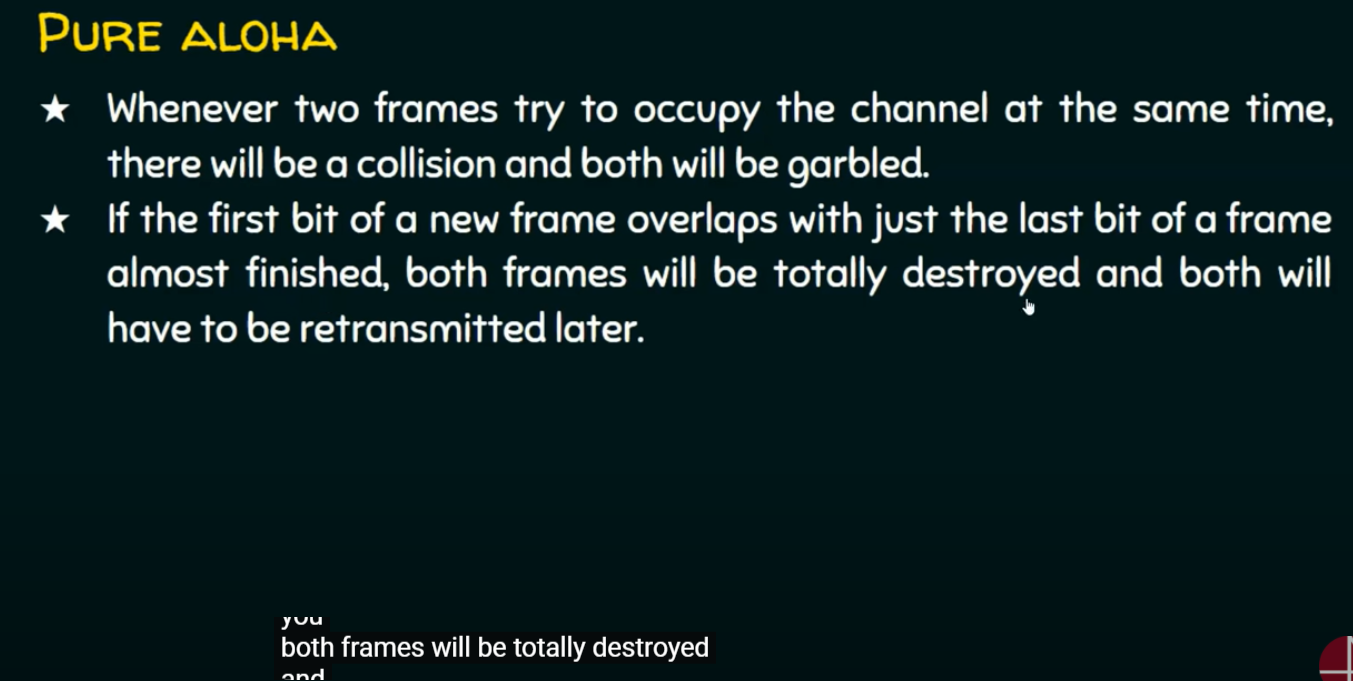 PURE ALOHA
★ Whenever two frames try to occupy the channel at the same time,
there will be a collision and both will be garbled.
★ If the first bit of a new frame overlaps with just the last bit of a frame
almost finished, both frames will be totally destroyed and both will
have to be retransmitted later.
you
both frames will be totally destroyed
and